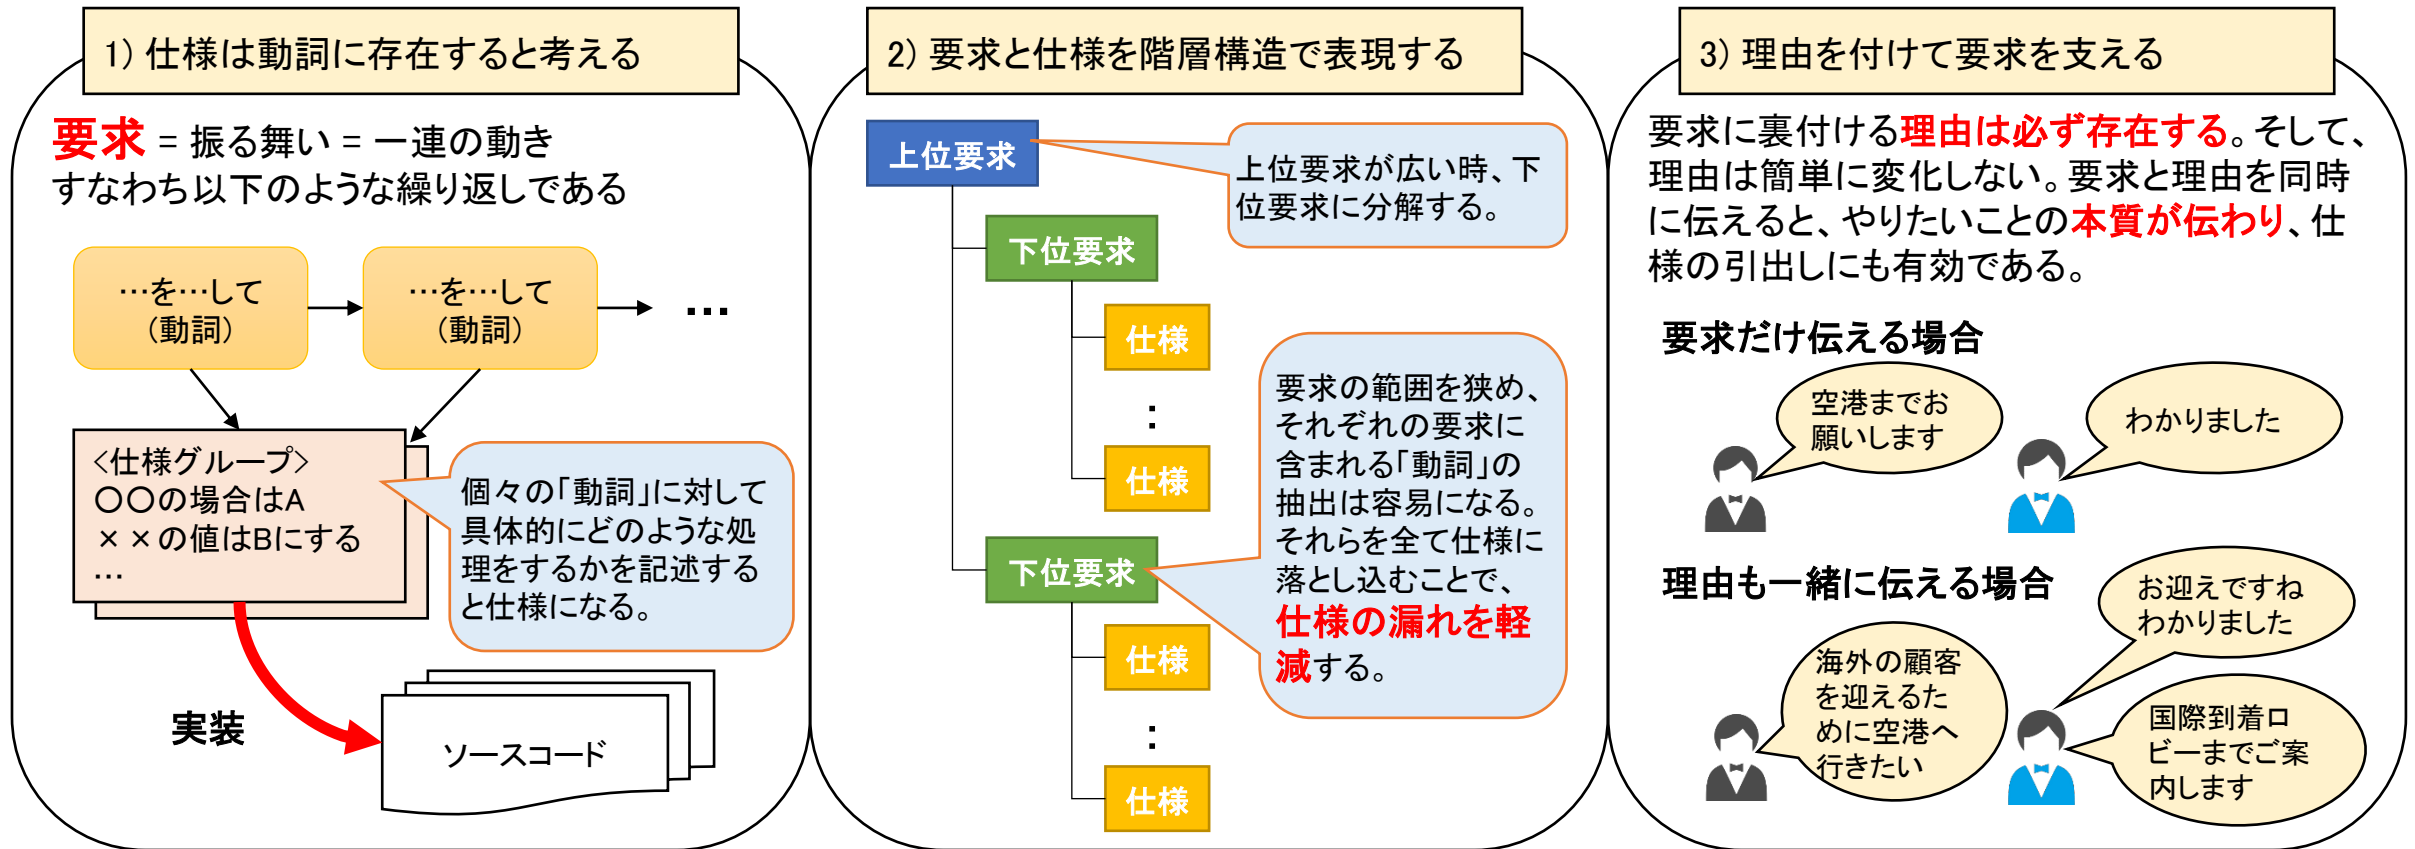 1) 仕様は動詞に存在すると考える
要求 = 振る舞い = 一連の動き
すなわち以下のような繰り返しである
…を…して
(動詞)
…を…して
(動詞)
…
<仕様グループ>
〇〇の場合はA
××の値はBにする
…
個々の「動詞」に対して
具体的にどのような処
理をするかを記述する
と仕様になる。
実装
ソースコード
2) 要求と仕様を階層構造で表現する
上位要求
上位要求が広い時、下
位要求に分解する。
下位要求
仕様
:
仕様
要求の範囲を狭め、
それぞれの要求に
含まれる「動詞」の
抽出は容易になる。
それらを全て仕様に
落とし込むことで、
仕様の漏れを軽
減する。
下位要求
仕様
:
仕様
3) 理由を付けて要求を支える
要求に裏付ける理由は必ず存在する。そして、
理由は簡単に変化しない。要求と理由を同時
に伝えると、やりたいことの本質が伝わり、仕
様の引出しにも有効である。
要求だけ伝える場合
空港までお
願いします
わかりました
理由も一緒に伝える場合
海外の顧客
を迎えるた
めに空港へ
行きたい
お迎えですね
わかりました
国際到着ロ
ビーまでご案
内します